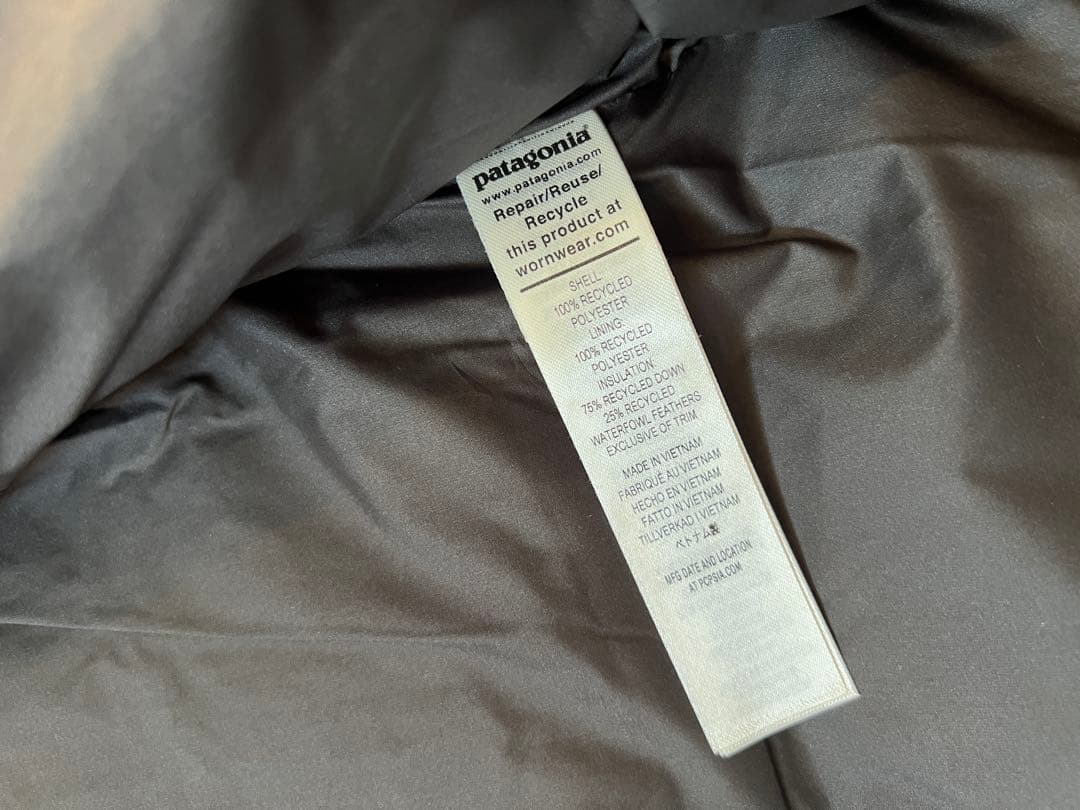 patagonia®
www.patagonia.com
Repair/Reuse/
Recycle
this product at
wornwear.com
SHELL:
100% RECYCLED
POLYESTER
LINING:
100% RECYCLED
POLYESTER
INSULATION:
75% RECYCLED DOWN
25% RECYCLED
WATERFOWL FEATHERS
EXCLUSIVE OF TRIM
MADE IN VIETNAM
FABRIQUÉ AU VIETNAM
HECHO EN VIETNAM
FATTO IN VIETNAM
TILLVERKAD I VIETNAM
ベトナム製
MFG DATE AND LOCATION
AT PCPSIA.COM